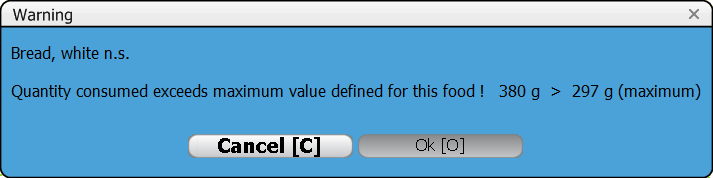 Warning
Bread, white n.s.
Quantity consumed exceeds maximum value defined for this food ! 380 g > 297 g (maximum)
Cancel [C] Ok [O]